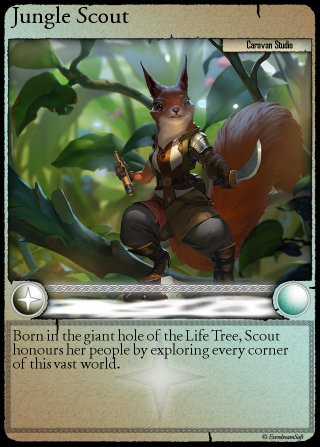 Jungle Scout
Caravan Studio
Born in the giant hole of the Life Tree, Scout
honours her people by exploring every corner
of this vast world.
© EverdreamSoft